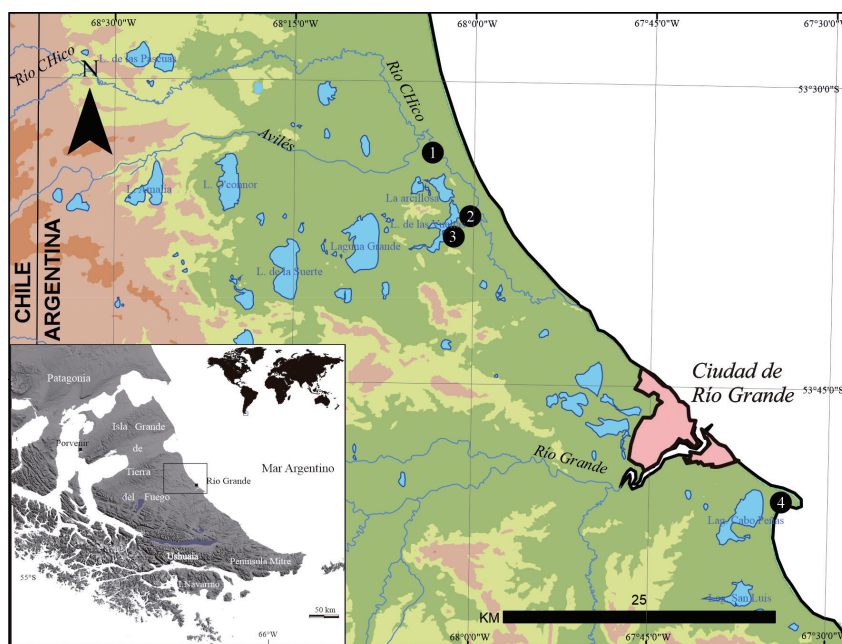 68°30'0"W 68°15'0"W 68°0'0"W 67°45'0"W 67°30'0"W
Río CHico
L. de las Pascuas
N
Río CHico
53°30'0"S
Avilés
1
L. Amalia
L. O'connor
La arcillosa
2
L. de las Vueltas
3
Laguna Grande
L. de la Suerte
CHILE
ARGENTINA
53°45'0"S
Ciudad de
Río Grande
Río Grande
4
Lag. Cabo Peñas
Lag. San Luis
25
KM
68°0'0"W 67°45'0"W 67°30'0"W
Patagonia
Isla Grande
de
Tierra
del Fuego
Porvenir
Mar Argentino
Río Grande
Ushuaia
Peninsula Mitre
I. Navarino
55°S
66°W
50 km